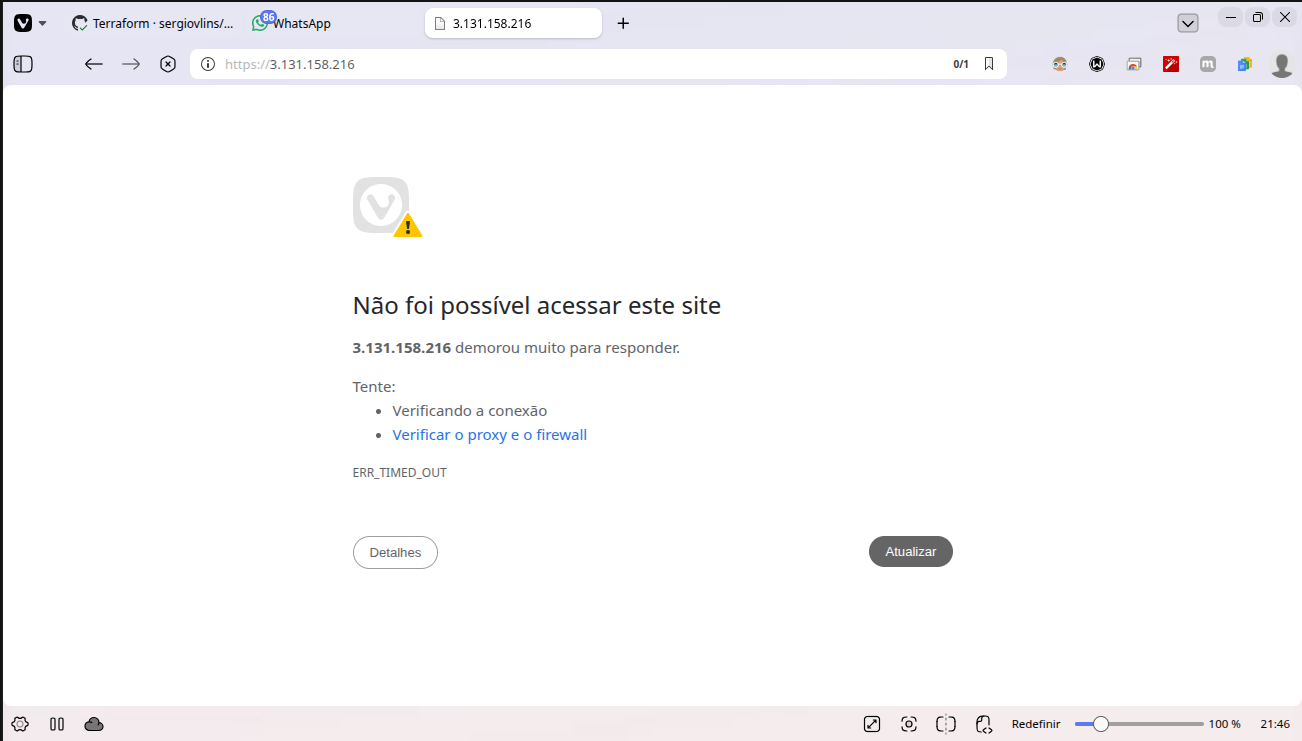 Terraform · sergiovlins/...
86
WhatsApp
3.131.158.216
https://3.131.158.216
0/1
Não foi possível acessar este site
3.131.158.216 demorou muito para responder.
Tente:
Verificando a conexão
Verificar o proxy e o firewall
ERR_TIMED_OUT
Detalhes
Atualizar
Redefinir
100 %
21:46